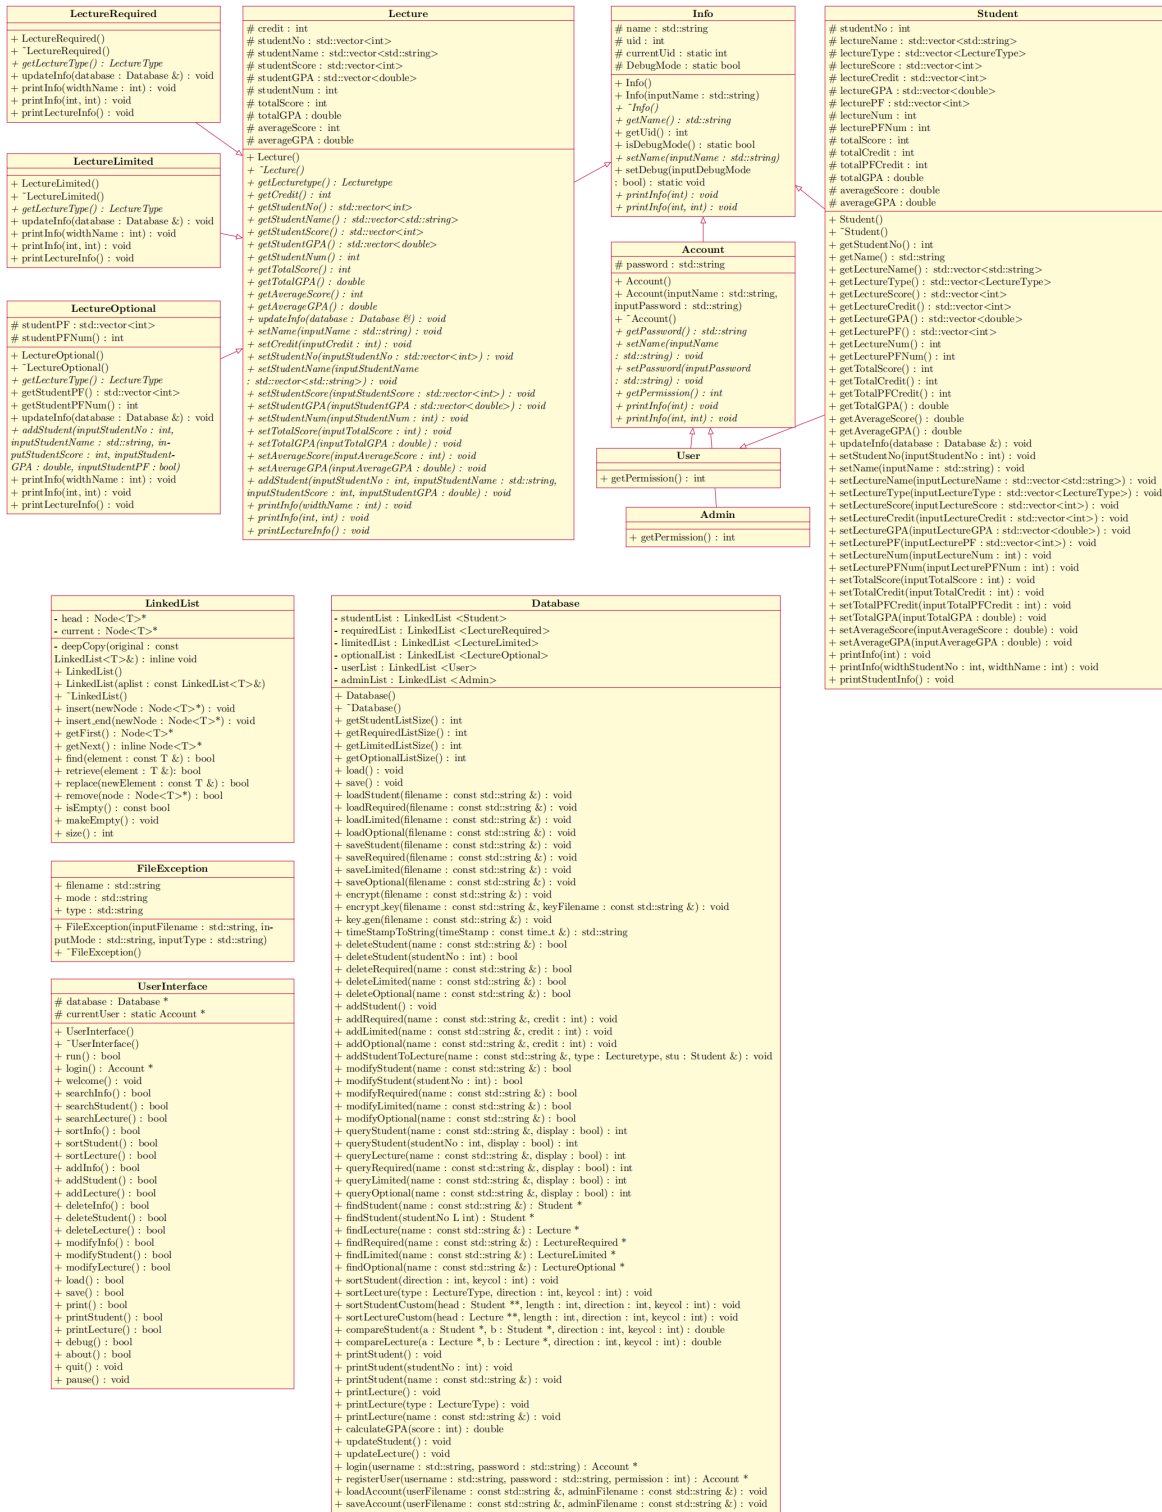 LectureRequired
+ LectureRequired()
+ ~LectureRequired()
+ getLectureType() : LectureType
+ updateInfo(database : Database &) : void
+ printInfo(widthName : int) : void
+ printInfo(int, int) : void
+ printLectureInfo() : void
LectureLimited
+ LectureLimited()
+ ~LectureLimited()
+ getLectureType() : LectureType
+ updateInfo(database : Database &) : void
+ printInfo(widthName : int) : void
+ printInfo(int, int) : void
+ printLectureInfo() : void
LectureOptional
# studentPF : std::vector<int>
# studentPFNum() : int
+ LectureOptional()
+ ~LectureOptional()
+ getLectureType() : LectureType
+ getStudentPF() : std::vector<int>
+ getStudentPFNum() : int
+ updateInfo(database : Database &) : void
+ addStudent(inputStudentNo : int,
inputStudentName : std::string, in-
putStudentScore : int, inputStudent-
GPA : double, inputStudentPF : bool)
+ printInfo(widthName : int) : void
+ printInfo(int, int) : void
+ printLectureInfo() : void
Lecture
# credit : int
# studentNo : std::vector<int>
# studentName : std::vector<std::string>
# studentScore : std::vector<int>
# studentGPA : std::vector<double>
# studentNum : int
# totalScore : int
# totalGPA : double
# averageScore : int
# averageGPA : double
+ Lecture()
+ ~Lecture()
+ getLecturetype() : Lecturetype
+ getCredit() : int
+ getStudentNo() : std::vector<int>
+ getStudentName() : std::vector<std::string>
+ getStudentScore() : std::vector<int>
+ getStudentGPA() : std::vector<double>
+ getStudentNum() : int
+ getTotalScore() : int
+ getTotalGPA() : double
+ getAverageScore() : int
+ getAverageGPA() : double
+ updateInfo(database : Database &) : void
+ setName(inputName : std::string) : void
+ setCredit(inputCredit : int) : void
+ setStudentNo(inputStudentNo : std::vector<int>) : void
+ setStudentName(inputStudentName
: std::vector<std::string>) : void
+ setStudentScore(inputStudentScore : std::vector<int>) : void
+ setStudentGPA(inputStudentGPA : std::vector<double>) : void
+ setStudentNum(inputStudentNum : int) : void
+ setTotalScore(inputTotalScore : int) : void
+ setTotalGPA(inputTotalGPA : double) : void
+ setAverageScore(inputAverageScore : int) : void
+ setAverageGPA(inputAverageGPA : double) : void
+ addStudent(inputStudentNo : int, inputStudentName : std::string,
inputStudentScore : int, inputStudentGPA : double) : void
+ printInfo(widthName : int) : void
+ printInfo(int, int) : void
+ printLectureInfo() : void
Info
# name : std::string
# uid : int
# currentUid : static int
# DebugMode : static bool
+ Info()
+ Info(inputName : std::string)
+ ~Info()
+ getName() : std::string
+ getUid() : int
+ isDebugMode() : static bool
+ setName(inputName : std::string)
+ setDebug(inputDebugMode
: bool) : static void
+ printInfo(int) : void
+ printInfo(int, int) : void
Account
# password : std::string
+ Account()
+ Account(inputName : std::string,
inputPassword : std::string)
+ ~Account()
+ getPassword() : std::string
+ setName(inputName
: std::string) : void
+ setPassword(inputPassword
: std::string) : void
+ getPermission() : int
+ printInfo(int) : void
+ printInfo(int, int) : void
User
+ getPermission() : int
Admin
+ getPermission() : int
Student
# studentNo : int
# lectureName : std::vector<std::string>
# lectureType : std::vector<LectureType>
# lectureScore : std::vector<int>
# lectureCredit : std::vector<int>
# lectureGPA : std::vector<double>
# lecturePF : std::vector<int>
# lectureNum : int
# lecturePFNum : int
# totalScore : int
# totalCredit : int
# totalPFCredit : int
# totalGPA : double
# averageScore : double
# averageGPA : double
+ Student()
+ ~Student()
+ getStudentNo() : int
+ getName() : std::string
+ getLectureName() : std::vector<std::string>
+ getLectureType() : std::vector<LectureType>
+ getLectureScore() : std::vector<int>
+ getLectureCredit() : std::vector<int>
+ getLectureGPA() : std::vector<double>
+ getLecturePF() : std::vector<int>
+ getLectureNum() : int
+ getLecturePFNum() : int
+ getTotalScore() : int
+ getTotalCredit() : int
+ getTotalPFCredit() : int
+ getTotalGPA() : double
+ getAverageScore() : double
+ getAverageGPA() : double
+ updateInfo(database : Database &) : void
+ setStudentNo(inputStudentNo : int) : void
+ setName(inputName : std::string) : void
+ setLectureName(inputLectureName : std::vector<std::string>) : void
+ setLectureType(inputLectureType : std::vector<LectureType>) : void
+ setLectureScore(inputLectureScore : std::vector<int>) : void
+ setLectureCredit(inputLectureCredit : std::vector<int>) : void
+ setLectureGPA(inputLectureGPA : std::vector<double>) : void
+ setLecturePF(inputLecturePF : std::vector<int>) : void
+ setLectureNum(inputLectureNum : int) : void
+ setLecturePFNum(inputLecturePFNum : int) : void
+ setTotalScore(inputTotalScore : int) : void
+ setTotalCredit(inputTotalCredit : int) : void
+ setTotalPFCredit(inputTotalPFCredit : int) : void
+ setTotalGPA(inputTotalGPA : double) : void
+ setAverageScore(inputAverageScore : double) : void
+ setAverageGPA(inputAverageGPA : double) : void
+ printInfo(int) : void
+ printInfo(widthStudentNo : int, widthName : int) : void
+ printStudentInfo() : void
LinkedList
- head : Node<T>*
- current : Node<T>*
- deepCopy(original : const
LinkedList<T>&) : inline void
+ LinkedList()
+ LinkedList(aplist : const LinkedList<T>&)
+ ~LinkedList()
+ insert(newNode : Node<T>*) : void
+ insert_end(newNode : Node<T>*) : void
+ getFirst() : Node<T>*
+ getNext() : inline Node<T>*
+ find(element : const T &) : bool
+ retrieve(element : T &): bool
+ replace(newElement : const T &) : bool
+ remove(node : Node<T>*) : bool
+ isEmpty() : const bool
+ makeEmpty() : void
+ size() : int
FileException
+ filename : std::string
+ mode : std::string
+ type : std::string
+ FileException(inputFilename : std::string, in-
putMode : std::string, inputType : std::string)
+ ~FileException()
UserInterface
# database : Database *
# currentUser : static Account *
+ UserInterface()
+ ~UserInterface()
+ run() : bool
+ login() : Account *
+ welcome() : void
+ searchInfo() : bool
+ searchStudent() : bool
+ searchLecture() : bool
+ sortInfo() : bool
+ sortStudent() : bool
+ sortLecture() : bool
+ addInfo() : bool
+ addStudent() : bool
+ addLecture() : bool
+ deleteInfo() : bool
+ deleteStudent() : bool
+ deleteLecture() : bool
+ modifyInfo() : bool
+ modifyStudent() : bool
+ modifyLecture() : bool
+ load() : bool
+ save() : bool
+ print() : bool
+ printStudent() : bool
+ printLecture() : bool
+ debug() : bool
+ about() : bool
+ quit() : void
+ pause() : void
Database
- studentList : LinkedList <Student>
- requiredList : LinkedList <LectureRequired>
- limitedList : LinkedList <LectureLimited>
- optionalList : LinkedList <LectureOptional>
- userList : LinkedList <User>
- adminList : LinkedList <Admin>
+ Database()
+ ~Database()
+ getStudentListSize() : int
+ getRequiredListSize() : int
+ getLimitedListSize() : int
+ getOptionalListSize() : int
+ load() : void
+ save() : void
+ loadStudent(filename : const std::string &) : void
+ loadRequired(filename : const std::string &) : void
+ loadLimited(filename : const std::string &) : void
+ loadOptional(filename : const std::string &) : void
+ saveStudent(filename : const std::string &) : void
+ saveRequired(filename : const std::string &) : void
+ saveLimited(filename : const std::string &) : void
+ saveOptional(filename : const std::string &) : void
+ encrypt(filename : const std::string &) : void
+ encrypt_key(filename : const std::string &, keyFilename : const std::string &) : void
+ key_gen(filename : const std::string &) : void
+ timeStampToString(timeStamp : const time_t &) : std::string
+ deleteStudent(name : const std::string &) : bool
+ deleteStudent(studentNo : int) : bool
+ deleteRequired(name : const std::string &) : bool
+ deleteLimited(name : const std::string &) : bool
+ deleteOptional(name : const std::string &) : bool
+ addStudent() : void
+ addRequired(name : const std::string &, credit : int) : void
+ addLimited(name : const std::string &, credit : int) : void
+ addOptional(name : const std::string &, credit : int) : void
+ addStudentToLecture(name : const std::string &, type : Lecturetype, stu : Student &) : void
+ modifyStudent(name : const std::string &) : bool
+ modifyStudent(studentNo : int) : bool
+ modifyRequired(name : const std::string &) : bool
+ modifyLimited(name : const std::string &) : bool
+ modifyOptional(name : const std::string &) : bool
+ queryStudent(name : const std::string &, display : bool) : int
+ queryStudent(studentNo : int, display : bool) : int
+ queryLecture(name : const std::string &, display : bool) : int
+ queryRequired(name : const std::string &, display : bool) : int
+ queryLimited(name : const std::string &, display : bool) : int
+ queryOptional(name : const std::string &, display : bool) : int
+ findStudent(name : const std::string &) : Student *
+ findStudent(studentNo L int) : Student *
+ findLecture(name : const std::string &) : Lecture *
+ findRequired(name : const std::string &) : LectureRequired *
+ findLimited(name : const std::string &) : LectureLimited *
+ findOptional(name : const std::string &) : LectureOptional *
+ sortStudent(direction : int, keycol : int) : void
+ sortLecture(type : LectureType, direction : int, keycol : int) : void
+ sortStudentCustom(head : Student **, length : int, direction : int, keycol : int) : void
+ sortLectureCustom(head : Lecture **, length : int, direction : int, keycol : int) : void
+ compareStudent(a : Student *, b : Student *, direction : int, keycol : int) : double
+ compareLecture(a : Lecture *, b : Lecture *, direction : int, keycol : int) : double
+ printStudent() : void
+ printStudent(studentNo : int) : void
+ printStudent(name : const std::string &) : void
+ printLecture() : void
+ printLecture(type : LectureType) : void
+ printLecture(name : const std::string &) : void
+ calculateGPA(score : int) : double
+ updateStudent() : void
+ updateLecture() : void
+ login(username : std::string, password : std::string) : Account *
+ registerUser(username : std::string, password : std::string, permission : int) : Account *
+ loadAccount(userFilename : const std::string &, adminFilename : const std::string &) : void
+ saveAccount(userFilename : const std::string &, adminFilename : const std::string &) : void